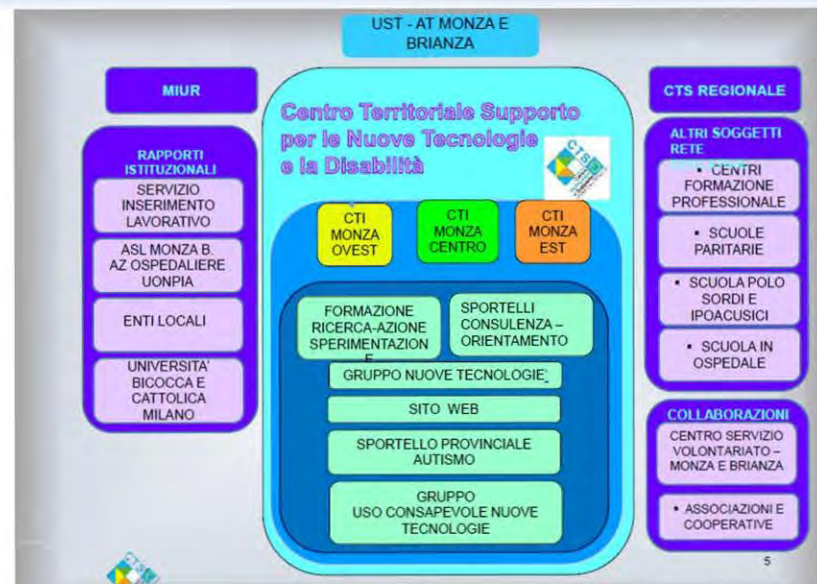 UST - AT MONZA E
BRIANZA
MIUR
RAPPORTI
ISTITUZIONALI
SERVIZIO
INSERIMENTO
LAVORATIVO
ASL MONZA B.
AZ OSPEDALIERE
UONPIA
ENTI LOCALI
UNIVERSITA'
BICOCCA E
CATTOLICA
MILANO
Centro Territoriale Supporto
per le Nuove Tecnologie
e la Disabilità
CTS
CTI
MONZA
OVEST
CTI
MONZA
CENTRO
CTI
MONZA
EST
FORMAZIONE
RICERCA-AZIONE
SPERIMENTAZION
E
SPORTELLI
CONSULENZA –
ORIENTAMENTO
GRUPPO NUOVE TECNOLOGIE
SITO WEB
SPORTELLO PROVINCIALE
AUTISMO
GRUPPO
USO CONSAPEVOLE NUOVE
TECNOLOGIE
CTS REGIONALE
ALTRI SOGGETTI
RETE
▪ CENTRI
FORMAZIONE
PROFESSIONALE
▪ SCUOLE
PARITARIE
▪ SCUOLA POLO
SORDI E
IPOACUSICI
▪ SCUOLA IN
OSPEDALE
COLLABORAZIONI
CENTRO SERVIZIO
VOLONTARIATO –
MONZA E BRIANZA
▪ ASSOCIAZIONI E
COOPERATIVE
CTS
5